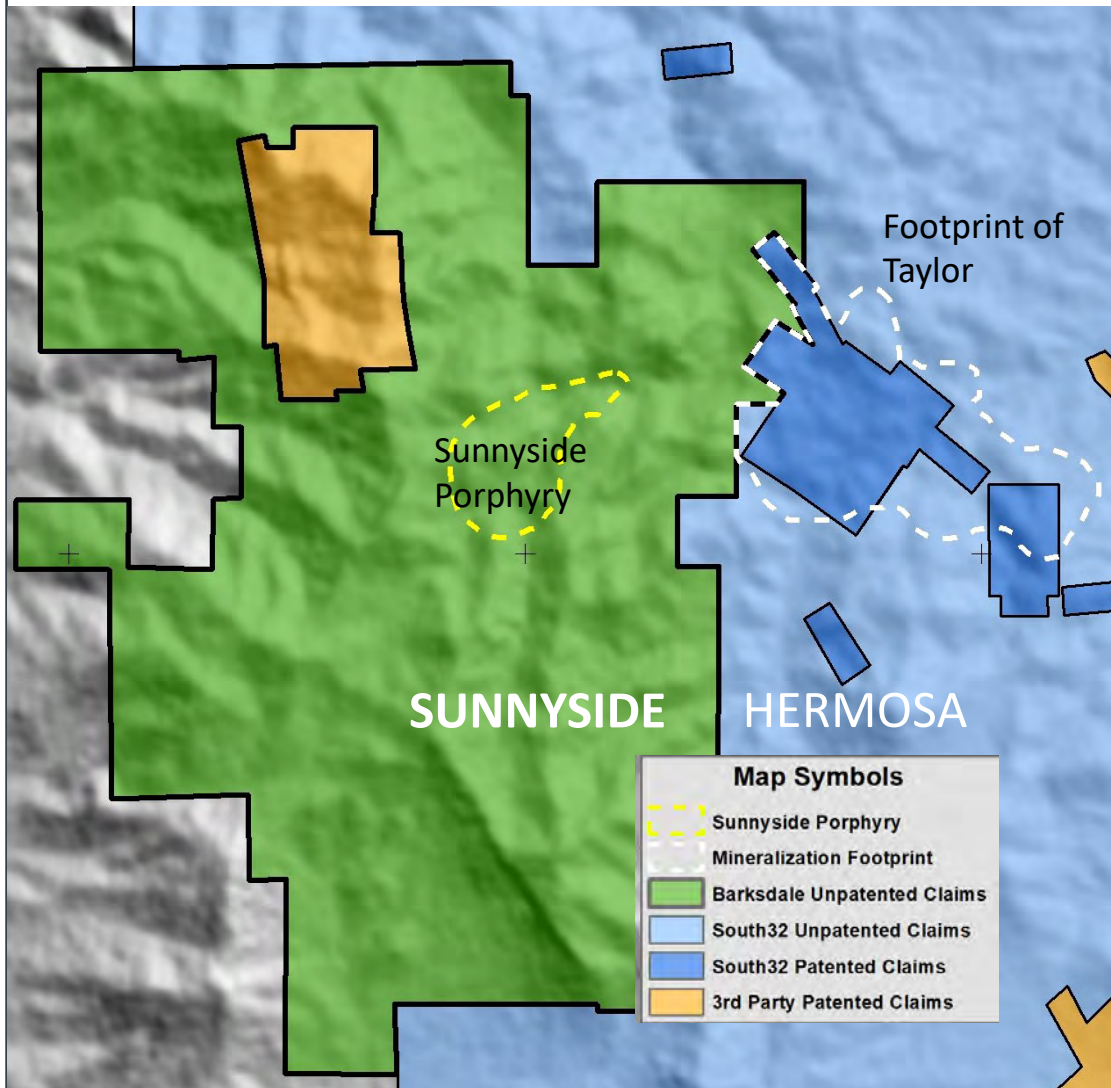 Footprint of
Taylor
Sunnyside
Porphyry
SUNNYSIDE
HERMOSA
Map Symbols
Sunnyside Porphyry
Mineralization Footprint
Barksdale Unpatented Claims
South32 Unpatented Claims
South32 Patented Claims
3rd Party Patented Claims